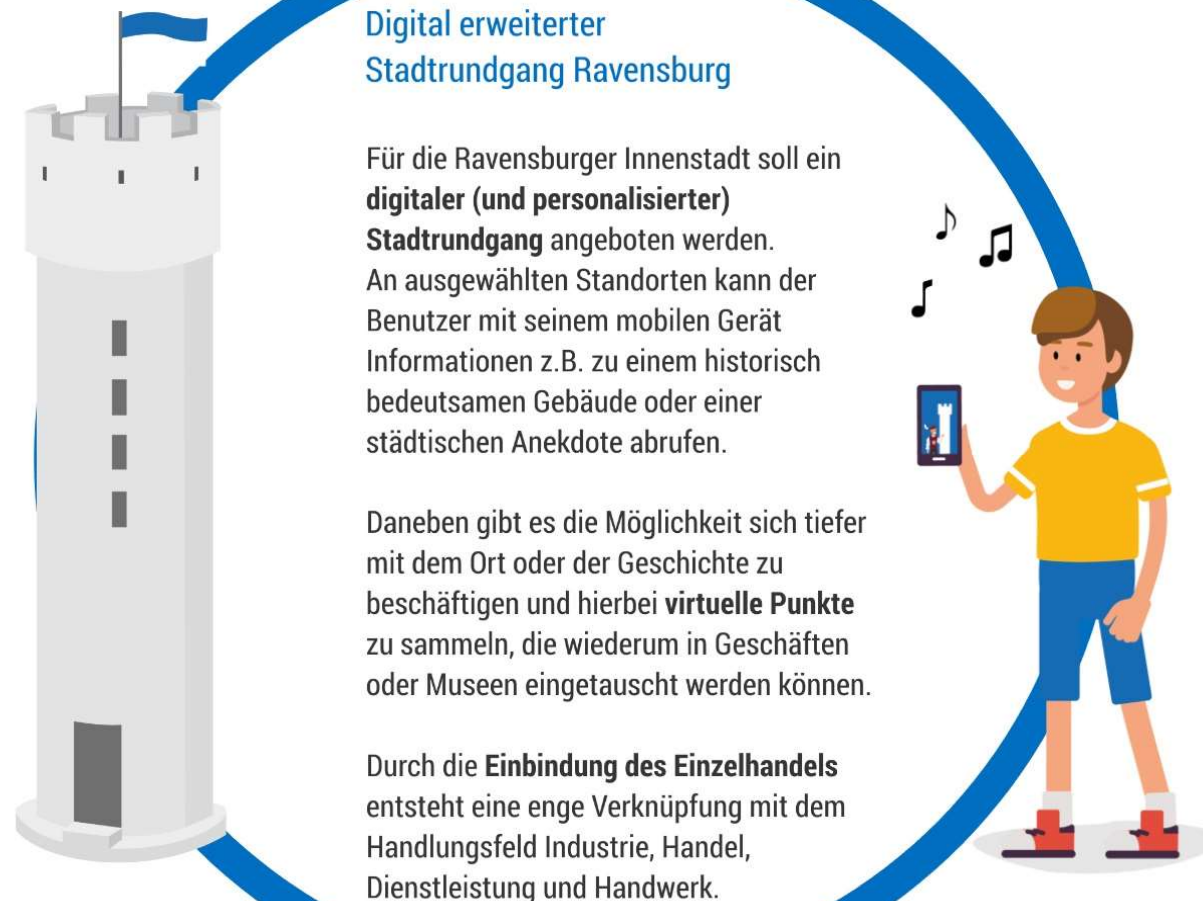 Digital erweiterter
Stadtrundgang Ravensburg
Für die Ravensburger Innenstadt soll ein
digitaler (und personalisierter)
Stadtrundgang angeboten werden.
An ausgewählten Standorten kann der
Benutzer mit seinem mobilen Gerät
Informationen z.B. zu einem historisch
bedeutsamen Gebäude oder einer
städtischen Anekdote abrufen.
Daneben gibt es die Möglichkeit sich tiefer
mit dem Ort oder der Geschichte zu
beschäftigen und hierbei virtuelle Punkte
zu sammeln, die wiederum in Geschäften
oder Museen eingetauscht werden können.
Durch die Einbindung des Einzelhandels
entsteht eine enge Verknüpfung mit dem
Handlungsfeld Industrie, Handel,
Dienstleistung und Handwerk.